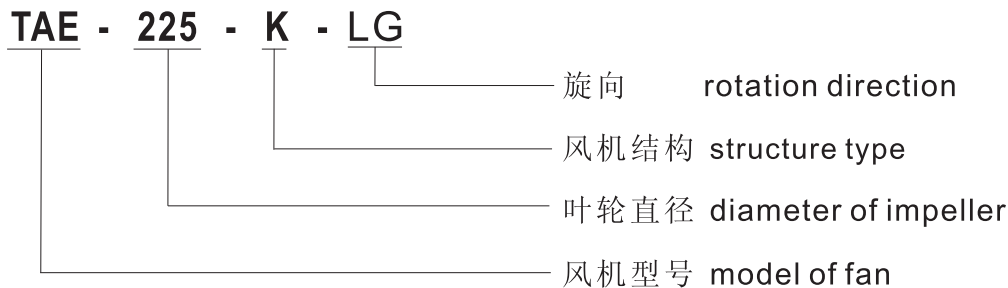 TAE - 225 - K - LG
旋向 rotation direction
风机结构 structure type
叶轮直径 diameter of impeller
风机型号 model of fan